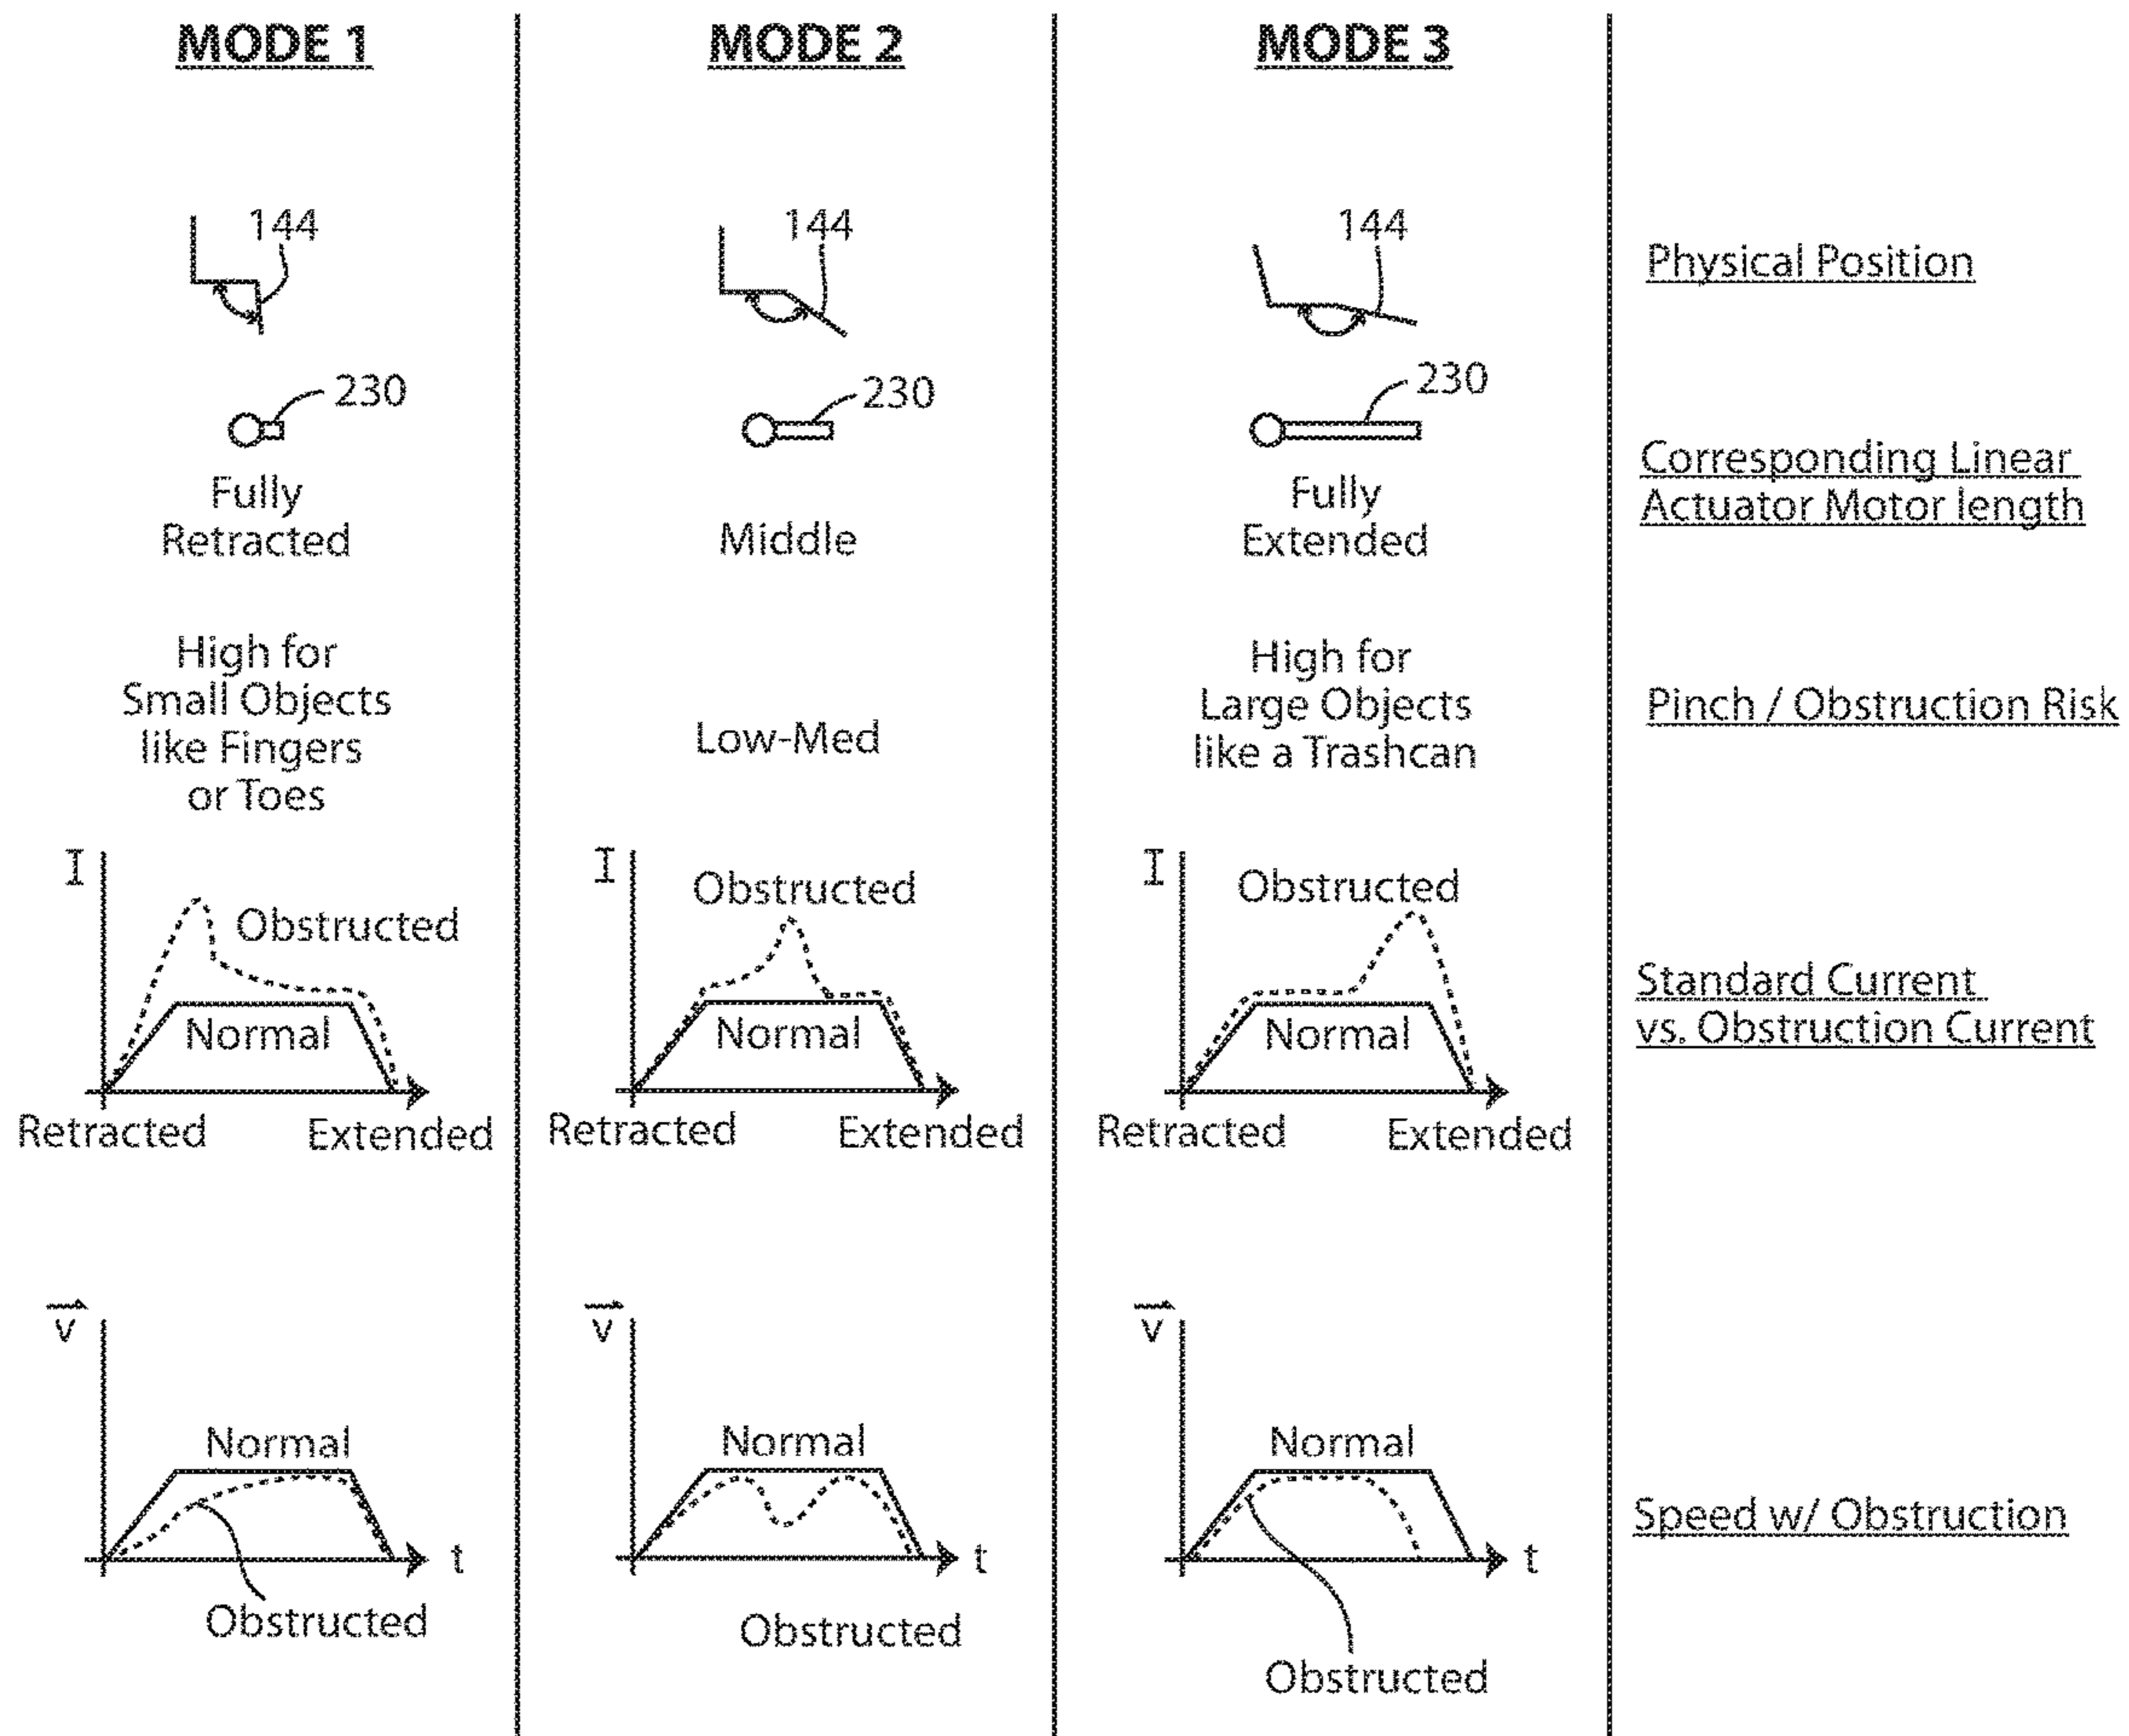 MODE 1
MODE 2
MODE 3
144
144
144
Physical Position
230
230
230
Fully
Retracted
Middle
Fully
Extended
Corresponding Linear
Actuator Motor length
High for
Small Objects
like Fingers
or Toes
Low-Med
High for
Large Objects
like a Trashcan
Pinch / Obstruction Risk
I
Obstructed
Normal
Retracted
Extended
I
Obstructed
Normal
Retracted
Extended
I
Obstructed
Normal
Retracted
Extended
Standard Current
vs. Obstruction Current
v
Normal
t
Obstructed
v
Normal
t
Obstructed
v
Normal
t
Obstructed
Speed w/ Obstruction